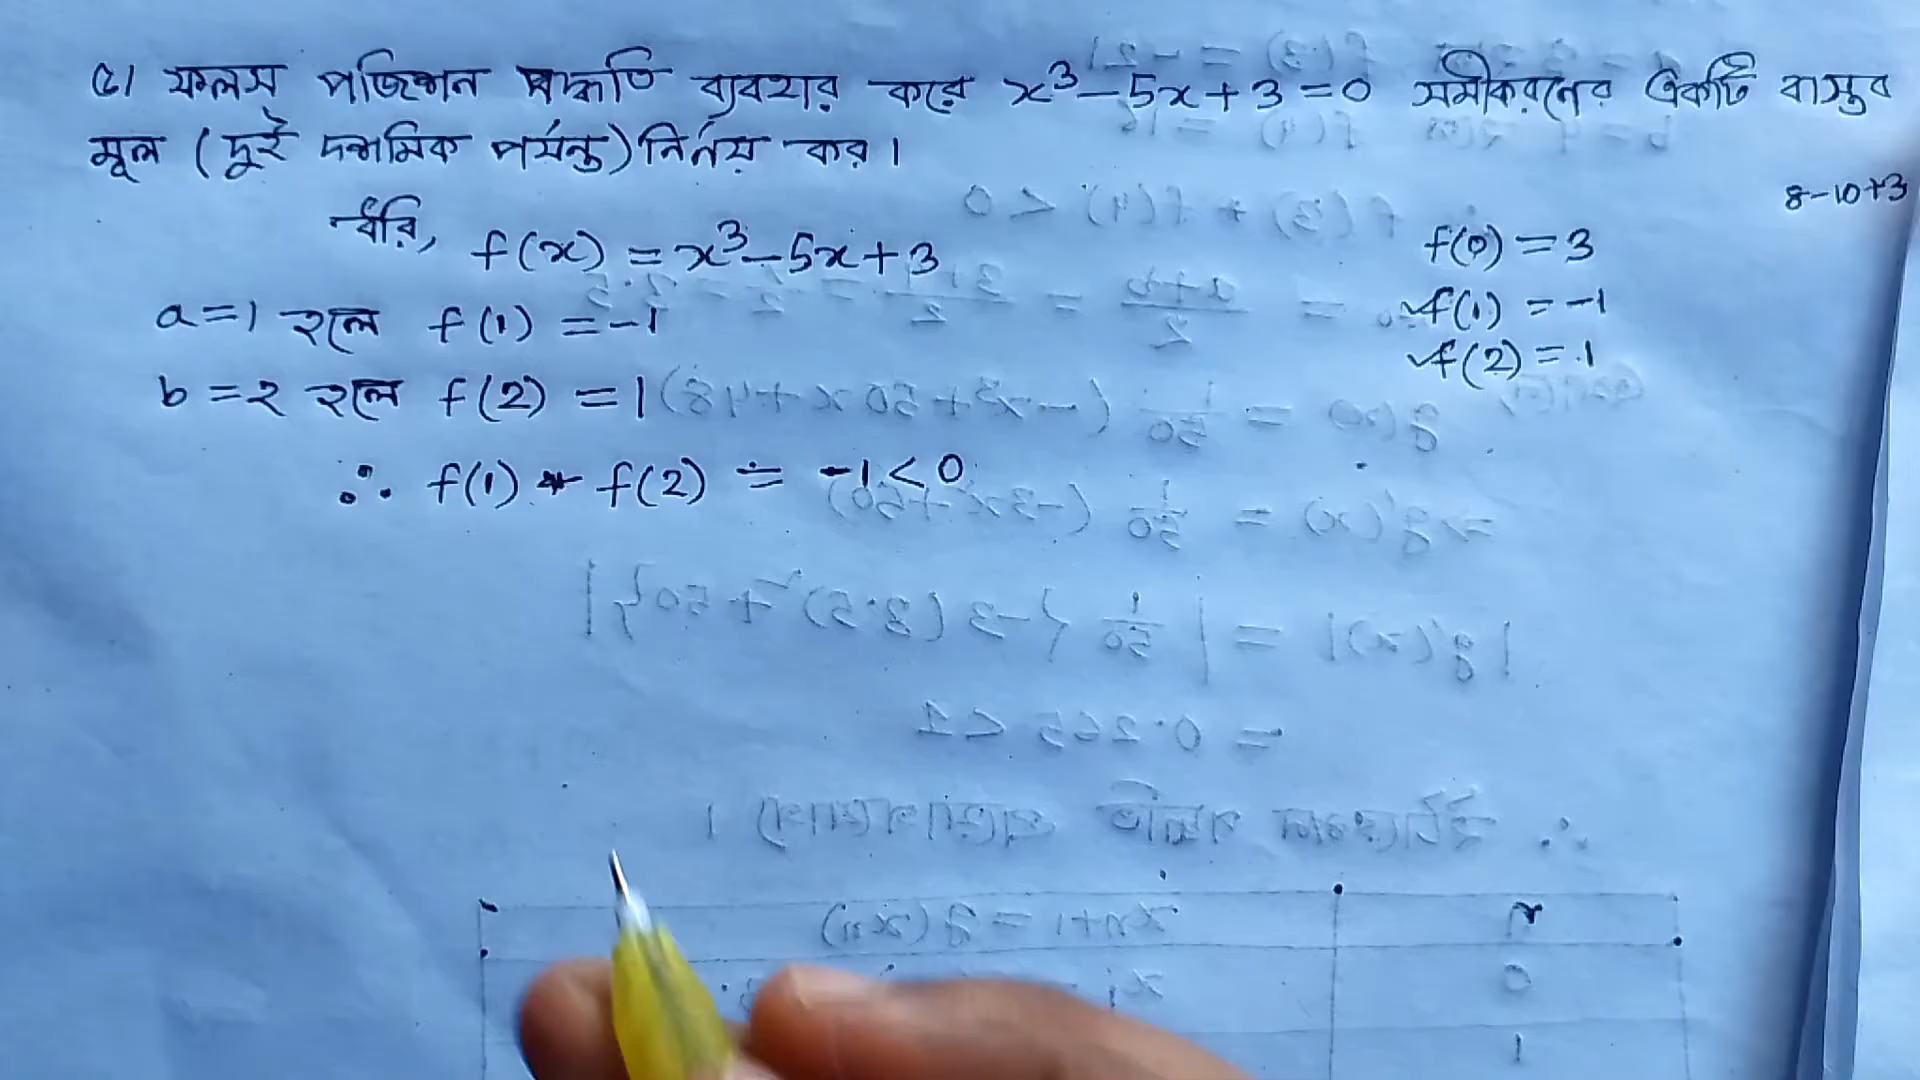 ৫। ফলস পজিশন পদ্ধতি ব্যবহার করে x³-5x+3=0 সমীকরনের একটি বাস্তব
মূল (দুই দশমিক পর্যন্ত) নির্নয় কর।
8-10+3
ধরি, f(x) = x³-5x+3
f(0) = 3
a=1 হলে f(1) = -1
√f(1) = -1
√f(2) = 1
b=2 হলে f(2) = 1
∴ f(1) * f(2) = -1<0